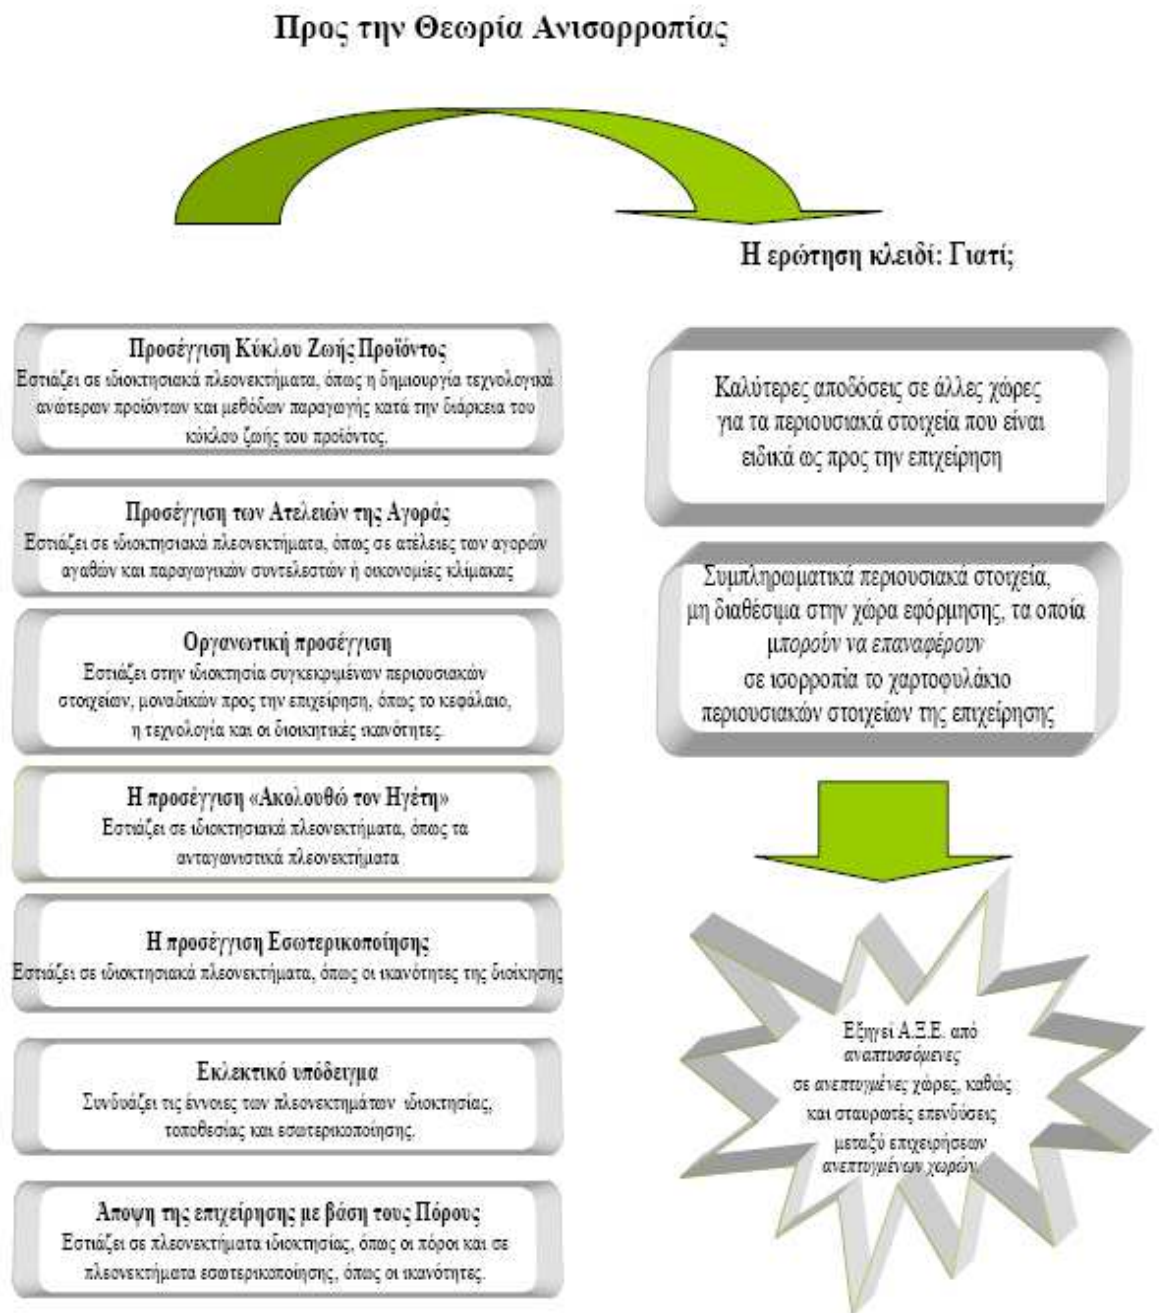 Προς την Θεωρία Ανισορροπίας
Η ερώτηση κλειδί: Γιατί;
Προσέγγιση Κύκλου Ζωής Προϊόντος
Εστιάζει σε ιδιοκτησιακά πλεονεκτήματα, όπως η δημιουργία τεχνολογικά
ανώτερων προϊόντων και μεθόδων παραγωγής κατά την διάρκεια του
κύκλου ζωής του προϊόντος.
Προσέγγιση των Ατελειών της Αγοράς
Εστιάζει σε ιδιοκτησιακά πλεονεκτήματα, όπως σε ατέλειες των αγορών
αγαθών και παραγωγικών συντελεστών ή οικονομίες κλίμακας
Οργανωτική προσέγγιση
Εστιάζει στην ιδιοκτησία συγκεκριμένων περιουσιακών
στοιχείων, μοναδικών προς την επιχείρηση, όπως το κεφάλαιο,
η τεχνολογία και οι διοικητικές ικανότητες.
Η προσέγγιση «Ακολουθώ τον Ηγέτη»
Εστιάζει σε ιδιοκτησιακά πλεονεκτήματα, όπως τα
ανταγωνιστικά πλεονεκτήματα
Η προσέγγιση Εσωτερικοποίησης
Εστιάζει σε ιδιοκτησιακά πλεονεκτήματα, όπως οι ικανότητες της διοίκησης
Εκλεκτικό υπόδειγμα
Συνδυάζει τις έννοιες των πλεονεκτημάτων ιδιοκτησίας,
τοποθεσίας και εσωτερικοποίησης.
Άποψη της επιχείρησης με βάση τους Πόρους
Εστιάζει σε πλεονεκτήματα ιδιοκτησίας, όπως οι πόροι και σε
πλεονεκτήματα εσωτερικοποίησης, όπως οι ικανότητες.
Καλύτερες αποδόσεις σε άλλες χώρες
για τα περιουσιακά στοιχεία που είναι
ειδικά ως προς την επιχείρηση
Συμπληρωματικά περιουσιακά στοιχεία,
μη διαθέσιμα στην χώρα εφόρμησης, τα οποία
μπορούν να επαναφέρουν
σε ισορροπία το χαρτοφυλάκιο
περιουσιακών στοιχείων της επιχείρησης
Εξηγεί Α.Ξ.Ε. από
αναπτυσσόμενες
σε ανεπτυγμένες χώρες, καθώς
και σταυρωτές επενδύσεις
μεταξύ επιχειρήσεων
ανεπτυγμένων χωρών.